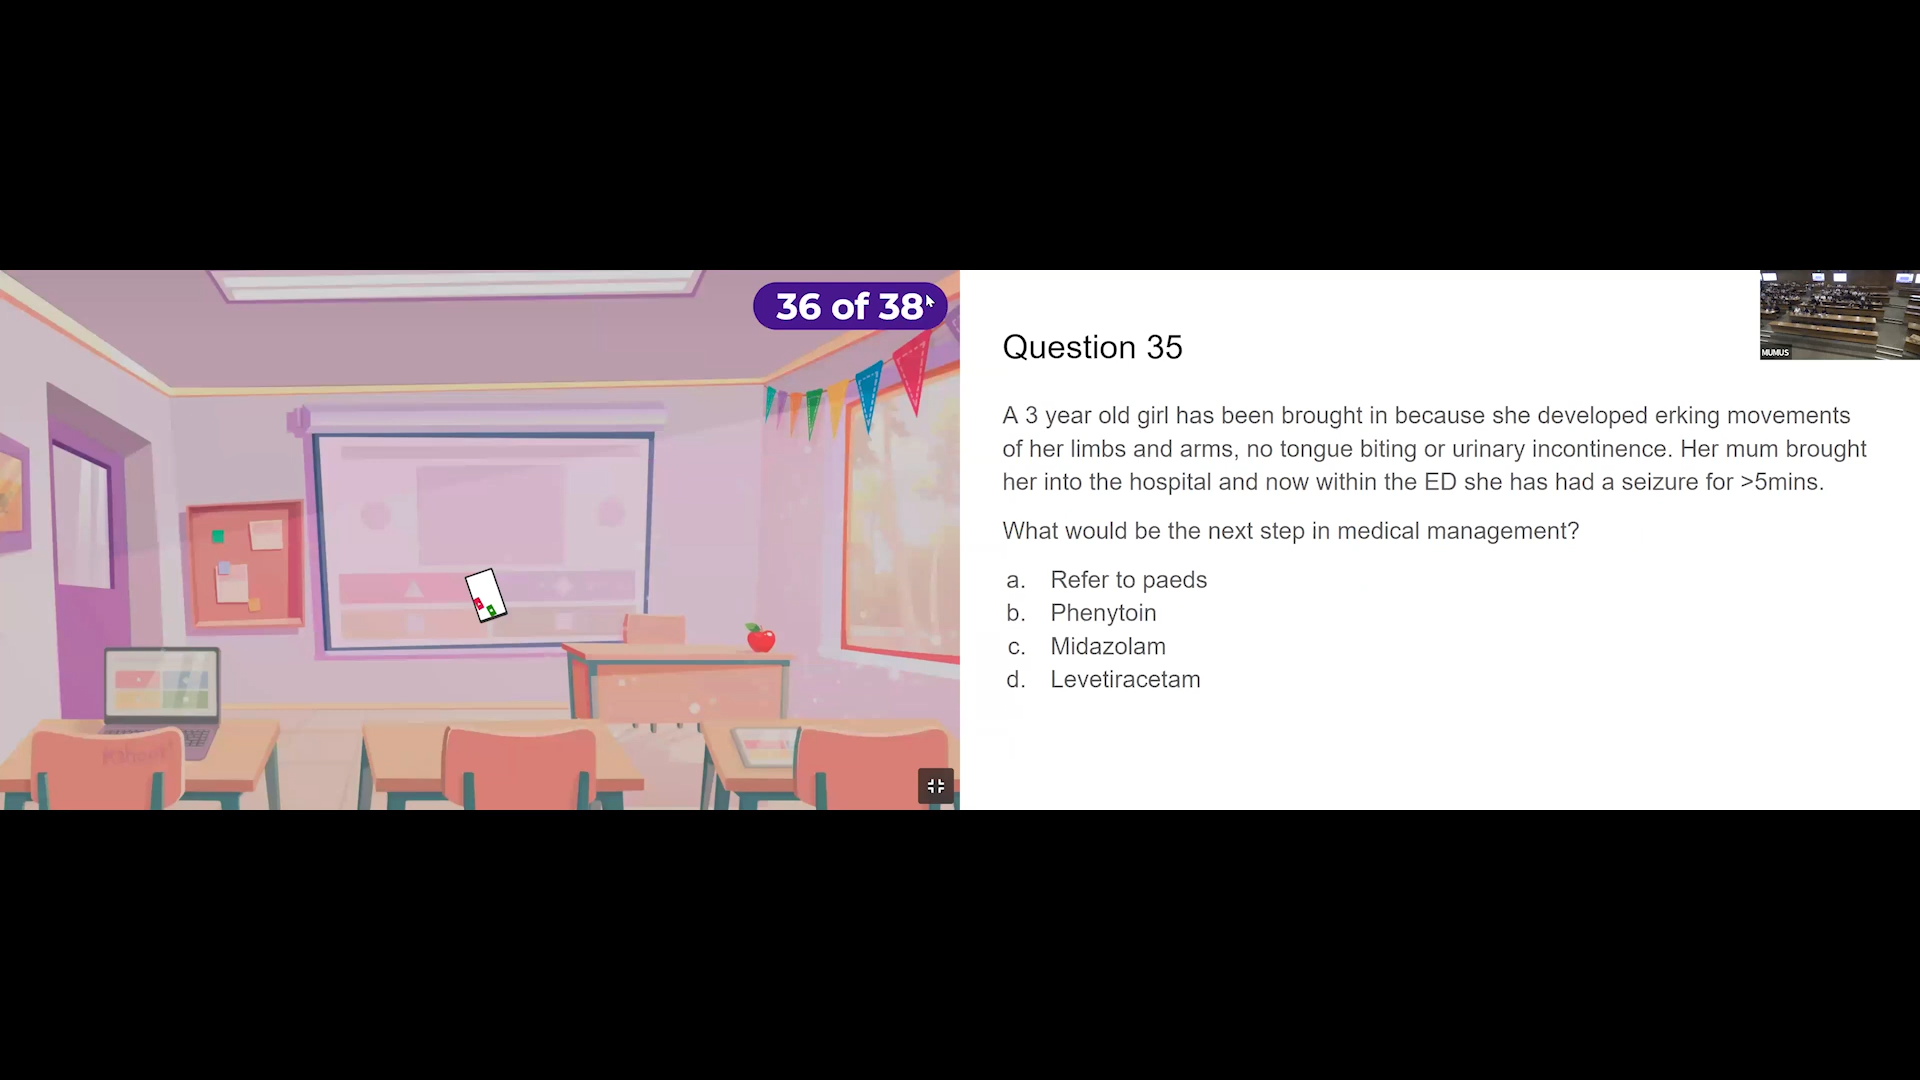 36 of 38
Question 35
MUMUS
A 3 year old girl has been brought in because she developed erking movements
of her limbs and arms, no tongue biting or urinary incontinence. Her mum brought
her into the hospital and now within the ED she has had a seizure for >5mins.
What would be the next step in medical management?
a. Refer to paeds
b. Phenytoin
c. Midazolam
d. Levetiracetam
Kahoot!